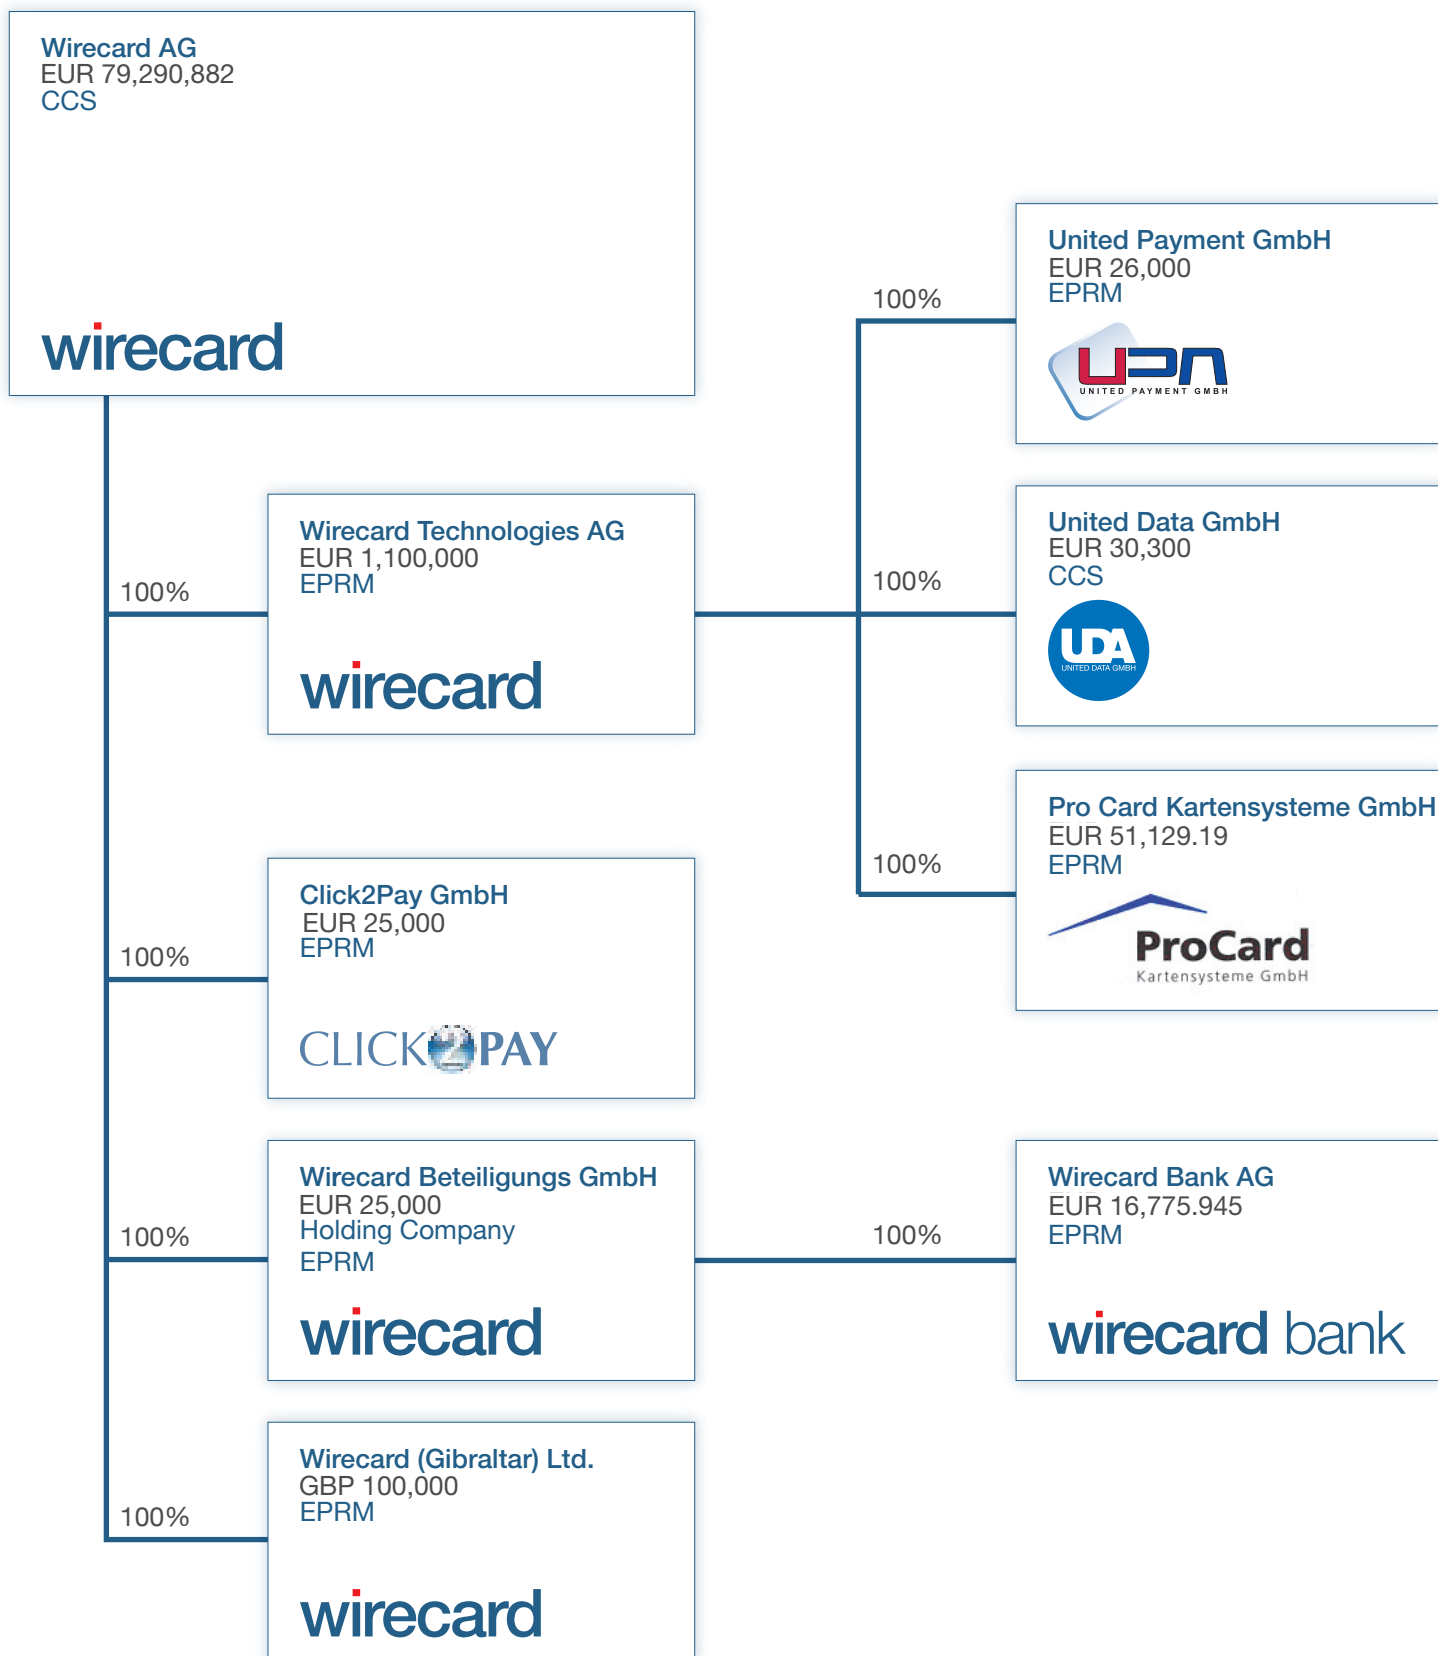 Wirecard AG
EUR 79,290,882
CCS
wirecard
100%
Wirecard Technologies AG
EUR 1,100,000
EPRM
wirecard
100%
United Payment GmbH
EUR 26,000
EPRM
UPN
UNITED PAYMENT GMBH
100%
United Data GmbH
EUR 30,300
CCS
UDA
UNITED DATA GMBH
100%
Pro Card Kartensysteme GmbH
EUR 51,129.19
EPRM
ProCard
Kartensysteme GmbH
100%
Click2Pay GmbH
EUR 25,000
EPRM
CLICK2PAY
100%
Wirecard Beteiligungs GmbH
EUR 25,000
Holding Company
EPRM
wirecard
100%
Wirecard Bank AG
EUR 16,775.945
EPRM
wirecard bank
100%
Wirecard (Gibraltar) Ltd.
GBP 100,000
EPRM
wirecard